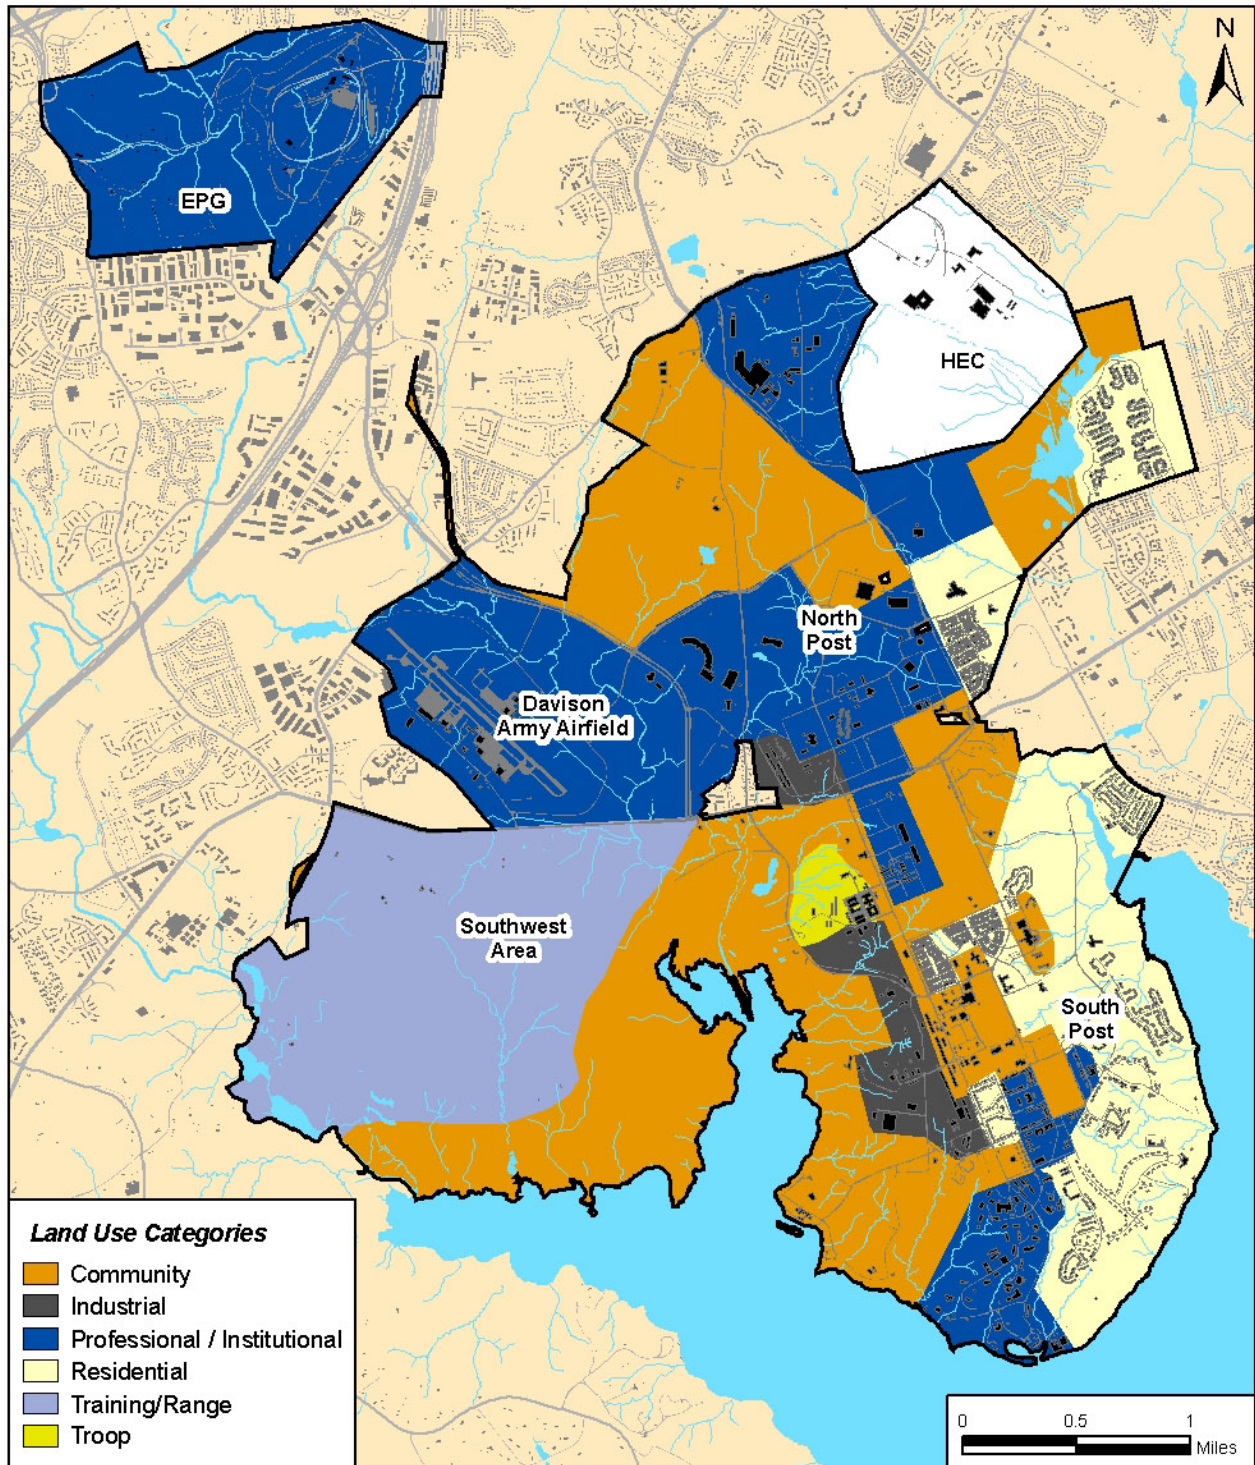 N
EPG
HEC
North
Post
Davison
Army Airfield
Southwest
Area
South
Post
Land Use Categories
Community
Industrial
Professional / Institutional
Residential
Training/Range
Troop
0 0.5 1
Miles